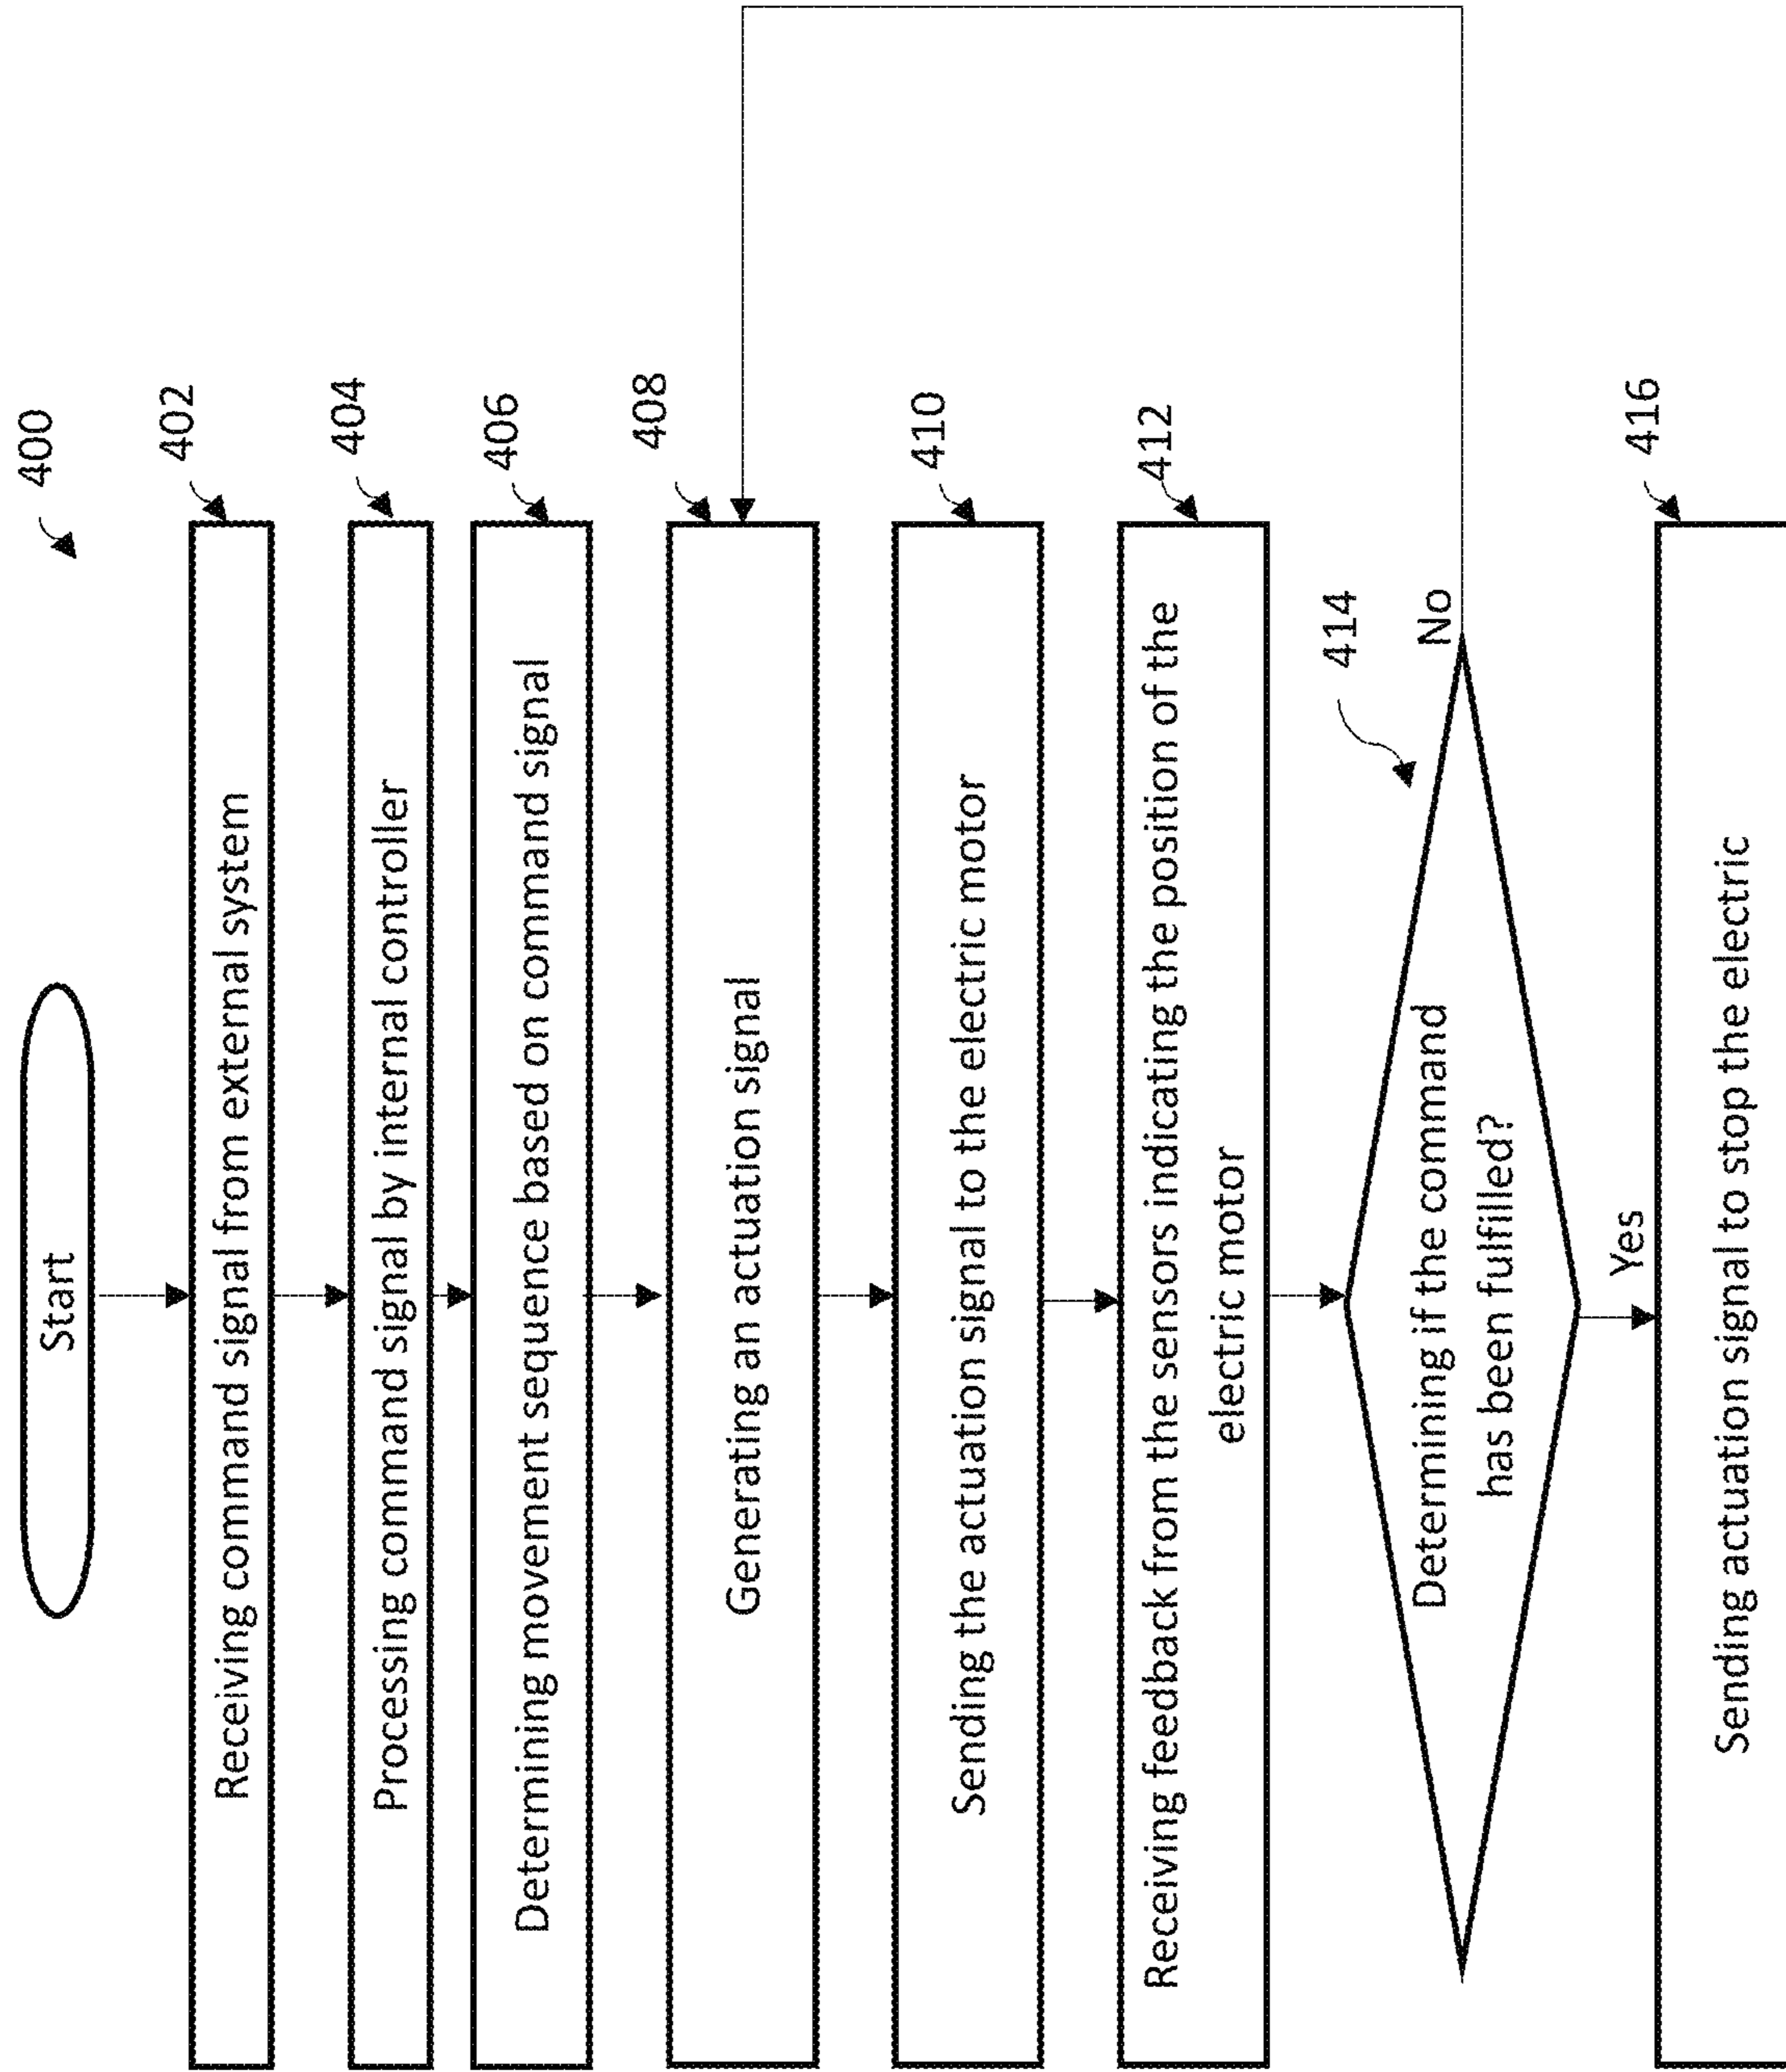 400
Start
402
Receiving command signal from external system
404
Processing command signal by internal controller
406
Determining movement sequence based on command signal
408
Generating an actuation signal
410
Sending the actuation signal to the electric motor
412
Receiving feedback from the sensors indicating the position of the
electric motor
414
Determining if the command
has been fulfilled?
No
Yes
416
Sending actuation signal to stop the electric